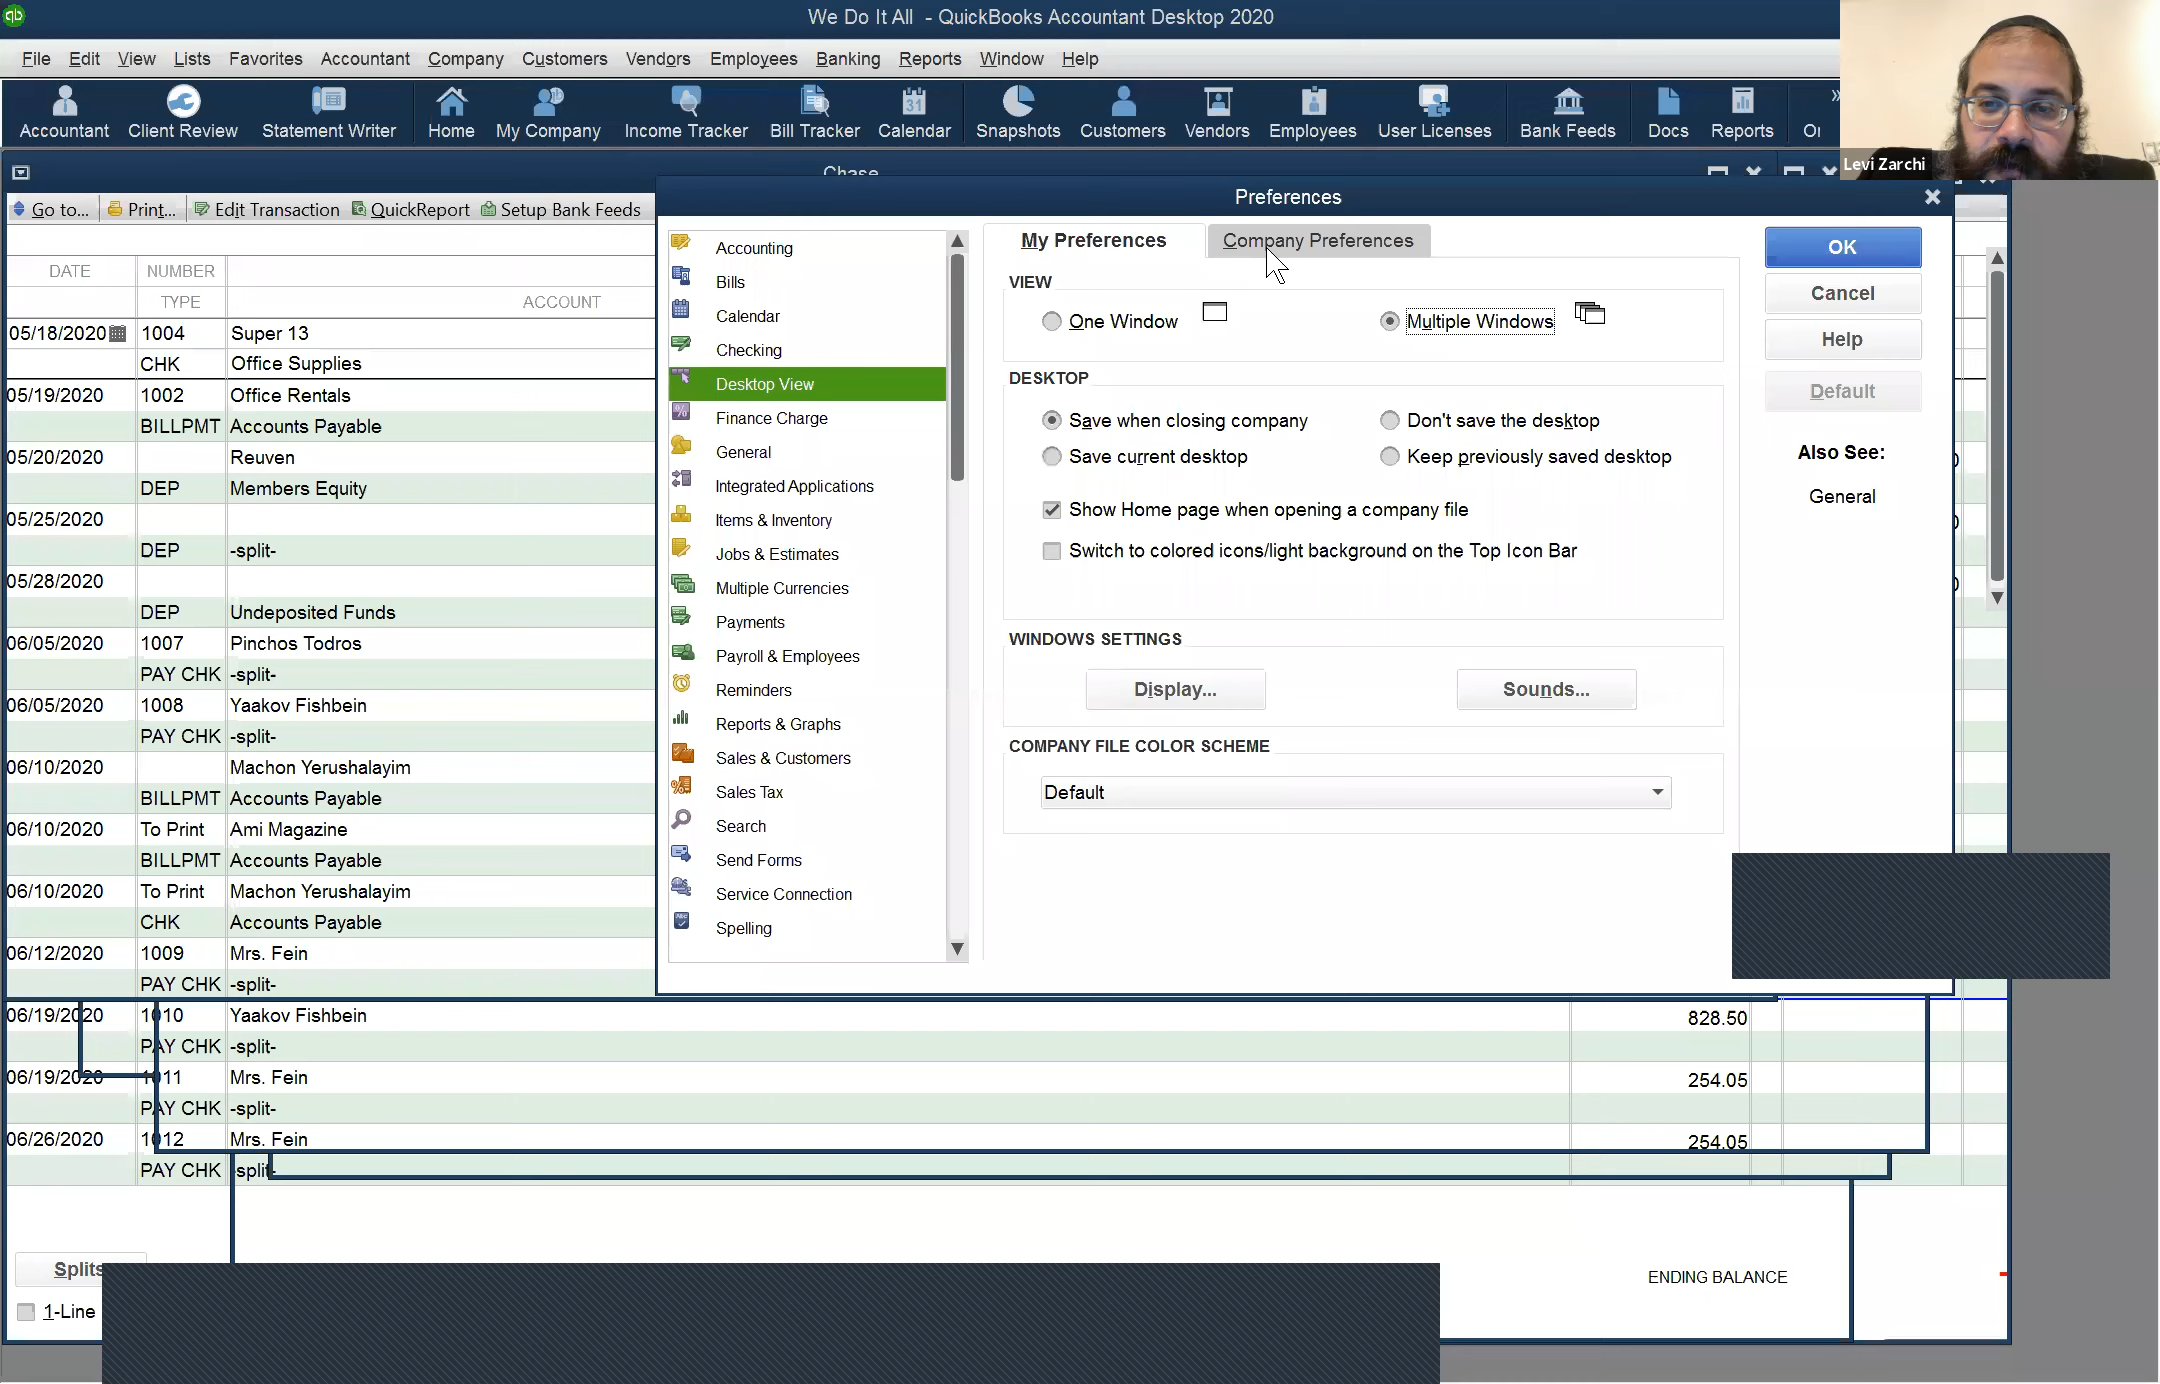 qb
We Do It All - QuickBooks Accountant Desktop 2020
File Edit View Lists Favorites Accountant Company Customers Vendors Employees Banking Reports Window Help
31
Accountant Client Review Statement Writer Home My Company Income Tracker Bill Tracker Calendar Snapshots Customers Vendors Employees User Licenses Bank Feeds Docs Reports
Levi Zarchi
Chase
Go to... Print... Edit Transaction QuickReport Setup Bank Feeds
DATE NUMBER
TYPE ACCOUNT
05/18/2020 1004 Super 13
CHK Office Supplies
05/19/2020 1002 Office Rentals
BILLPMT Accounts Payable
05/20/2020 Reuven
DEP Members Equity
05/25/2020
DEP -split-
05/28/2020
DEP Undeposited Funds
06/05/2020 1007 Pinchos Todros
PAY CHK -split-
06/05/2020 1008 Yaakov Fishbein
PAY CHK -split-
06/10/2020 Machon Yerushalayim
BILLPMT Accounts Payable
06/10/2020 To Print Ami Magazine
BILLPMT Accounts Payable
06/10/2020 To Print Machon Yerushalayim
CHK Accounts Payable
06/12/2020 1009 Mrs. Fein
PAY CHK -split-
06/19/2020 1010 Yaakov Fishbein 828.50
PAY CHK -split-
06/19/2020 1011 Mrs. Fein 254.05
PAY CHK -split-
06/26/2020 1012 Mrs. Fein 254.05
PAY CHK -split-
Splits
1-Line
ENDING BALANCE
Preferences
Accounting
Bills
Calendar
Checking
Desktop View
Finance Charge
General
Integrated Applications
Items & Inventory
Jobs & Estimates
Multiple Currencies
Payments
Payroll & Employees
Reminders
Reports & Graphs
Sales & Customers
Sales Tax
Search
Send Forms
Service Connection
Spelling
My Preferences Company Preferences
VIEW
One Window Multiple Windows
DESKTOP
Save when closing company Don't save the desktop
Save current desktop Keep previously saved desktop
Show Home page when opening a company file
Switch to colored icons/light background on the Top Icon Bar
WINDOWS SETTINGS
Display... Sounds...
COMPANY FILE COLOR SCHEME
Default
OK
Cancel
Help
Default
Also See:
General